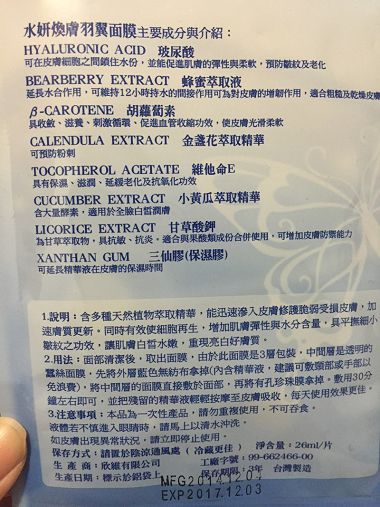 水妍煥膚羽翼面膜主要成分與介紹：
HYALURONIC ACID 玻尿酸
可在皮膚細胞之間鎖住水份，並能促進肌膚的彈性與柔軟，預防皺紋及老化
BEARBERRY EXTRACT 蜂蜜萃取液
延長水合作用，可維持12小時持水的間接作用可為對皮膚的增韌作用，適合粗糙及乾燥皮膚
β-CAROTENE 胡蘿蔔素
具收斂、滋養、刺激循環、促進血管收縮功效，使皮膚光滑柔軟
CALENDULA EXTRACT 金盞花萃取精華
可預防粉刺
TOCOPHEROL ACETATE 維他命E
具有保濕、滋潤、延緩老化及抗氧化功效
CUCUMBER EXTRACT 小黃瓜萃取精華
含大量酵素，適用於全臉白皙潤膚
LICORICE EXTRACT 甘草酸鉀
為甘草萃取物，具抗敏、抗炎，適合與果酸類成份合併使用，可增加皮膚防禦能力
XANTHAN GUM 三仙膠(保濕膠)
可延長精華液在皮膚的保濕時間
1.說明：含多種天然植物萃取精華，能迅速滲入皮膚修護脆弱受損皮膚，加
速膚質更新，同時有效使細胞再生，增加肌膚彈性與水分含量，具平撫細小
皺紋之功效，讓肌膚白皙水嫩，重現亮白好膚質。
2.用法：面部清潔後，取出面膜，由於此面膜是3層包裝，中間層是透明的
蠶絲面膜，先將外層藍色無紡布拿掉(內含精華液，建議可敷頸部或手部以
免浪費)，將中間層的面膜直接敷於面部，再將有孔珍珠膜拿掉。敷用30分
鐘左右即可，並把殘留的精華液輕輕按摩至皮膚吸收，每天使用效果更佳。
3.注意事項：本品為一次性產品，請勿重複使用，不可吞食。
液體若不慎進入眼睛時，請馬上以清水沖洗。
如皮膚出現異常狀況，請立即停止使用。
保存方式：請置於陰涼通風處（冷藏更佳） 淨含量：26ml/片
生 產 商：欣維有限公司 工廠字號：99-662466-00
生產日期：標示於鋁袋上 保存期限：3年 台灣製造
MFG2014.12.04
EXP2017.12.03